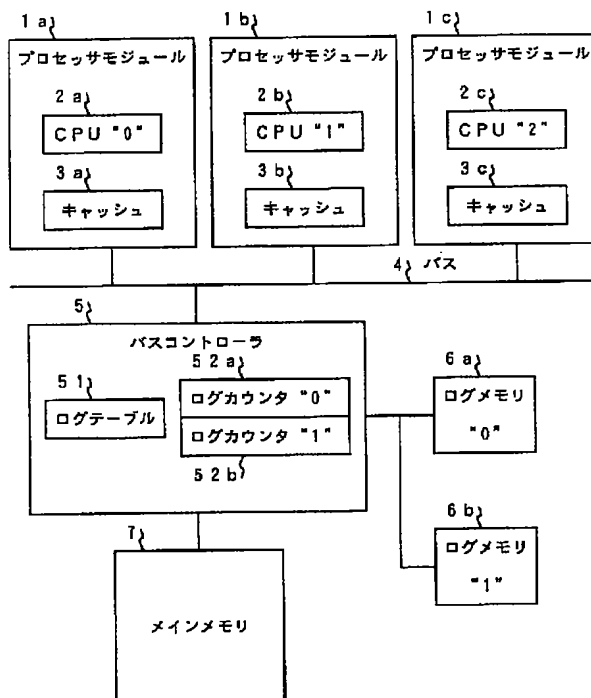 1a
1b
1c
プロセッサモジュール
プロセッサモジュール
プロセッサモジュール
2a
2b
2c
CPU "0"
CPU "1"
CPU "2"
3a
3b
3c
キャッシュ
キャッシュ
キャッシュ
4 バス
5
バスコントローラ
51
52a
6a
ログテーブル
ログカウンタ "0"
ログカウンタ "1"
52b
ログメモリ
"0"
6b
ログメモリ
"1"
7
メインメモリ